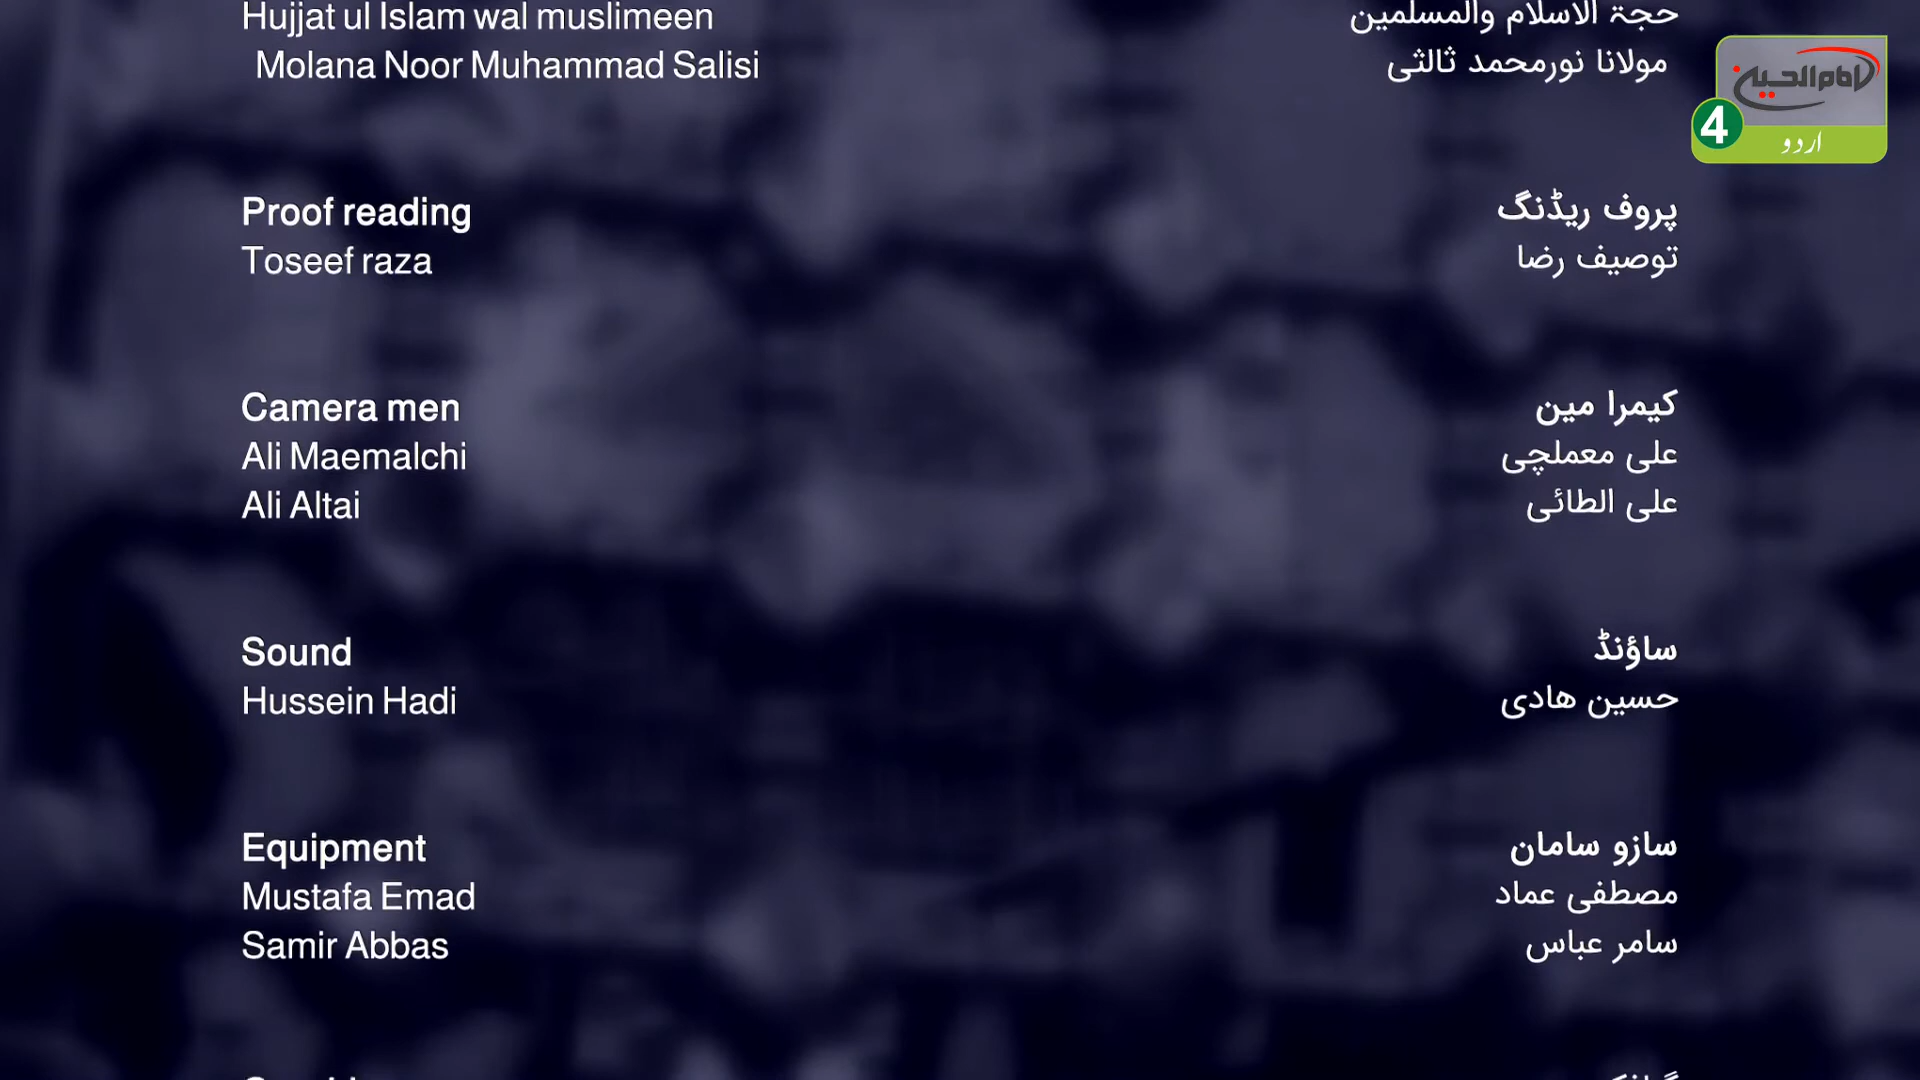 Hujjat ul Islam wal muslimeen
Molana Noor Muhammad Salisi
حجۃ الاسلام والمسلمین
مولانا نورمحمد ثالثی
امام الحسین
4
اردو
Proof reading
Toseef raza
پروف ریڈنگ
توصیف رضا
Camera men
Ali Maemalchi
Ali Altai
کیمرا مین
علی معملچی
علی الطائی
Sound
Hussein Hadi
ساؤنڈ
حسین هادی
Equipment
Mustafa Emad
Samir Abbas
سازو سامان
مصطفی عماد
سامر عباس